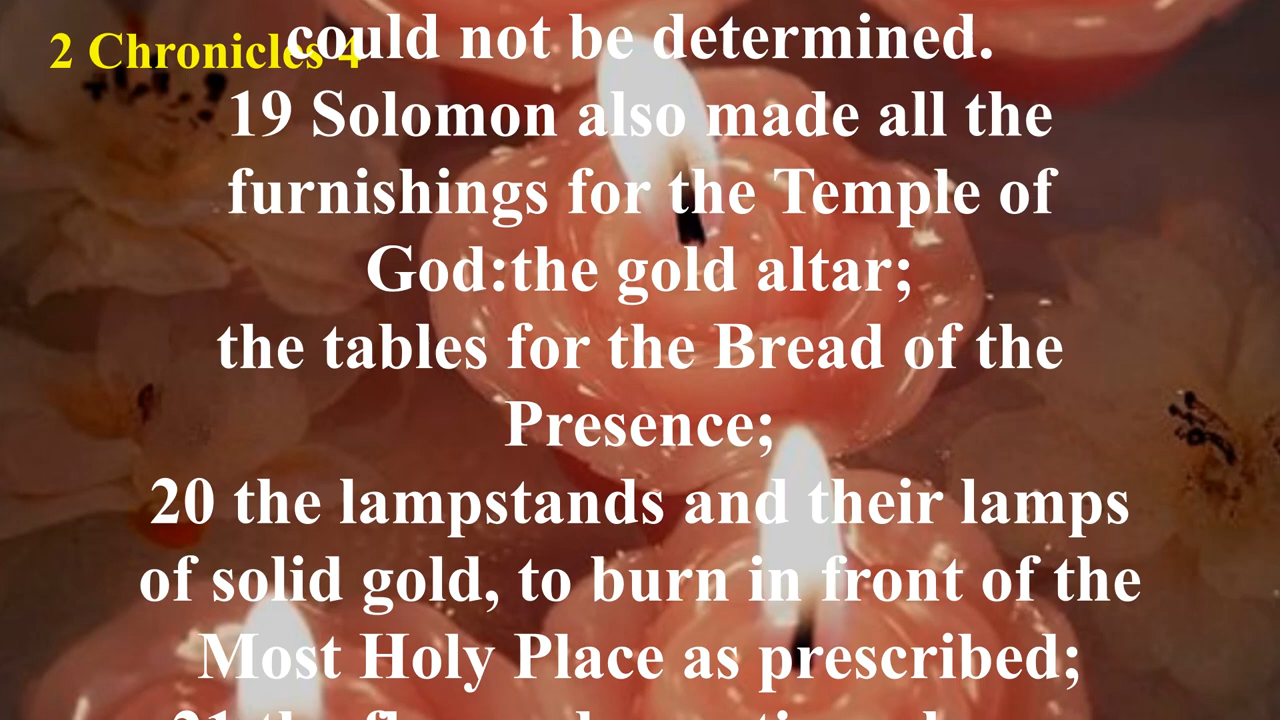 2 Chronicles 4
could not be determined.
19 Solomon also made all the
furnishings for the Temple of
God:the gold altar;
the tables for the Bread of the
Presence;
20 the lampstands and their lamps
of solid gold, to burn in front of the
Most Holy Place as prescribed;